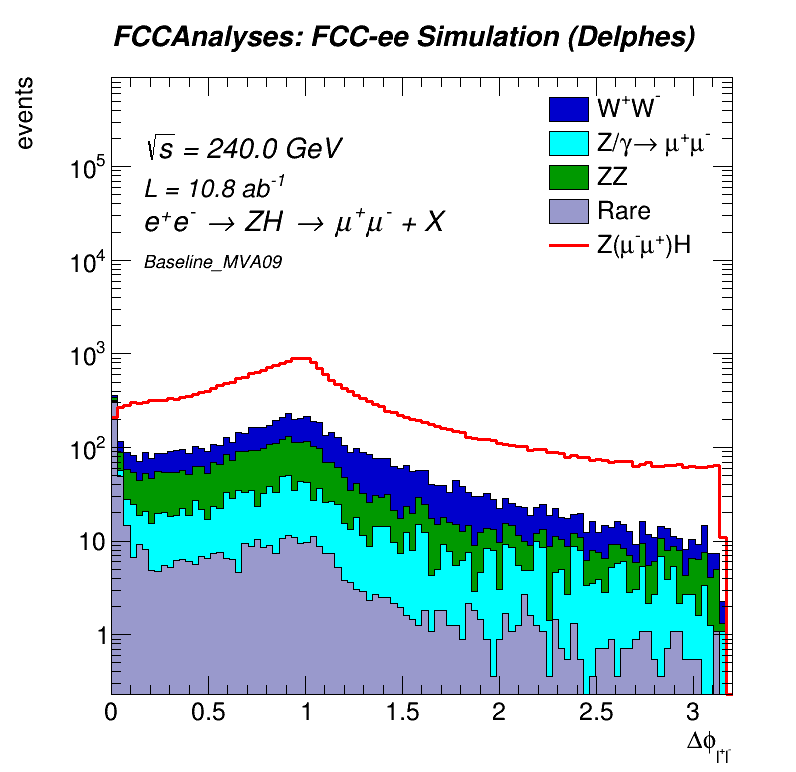 FCCAnalyses: FCC-ee Simulation (Delphes)
events
√s = 240.0 GeV
L = 10.8 ab⁻¹
e⁺e⁻ → ZH → μ⁺μ⁻ + X
Baseline_MVA09
W⁺W⁻
Z/γ→ μ⁺μ⁻
ZZ
Rare
Z(μ⁻μ⁺)H
10⁵
10⁴
10³
10²
10
1
0 0.5 1 1.5 2 2.5 3
Δϕ_l⁺l⁻